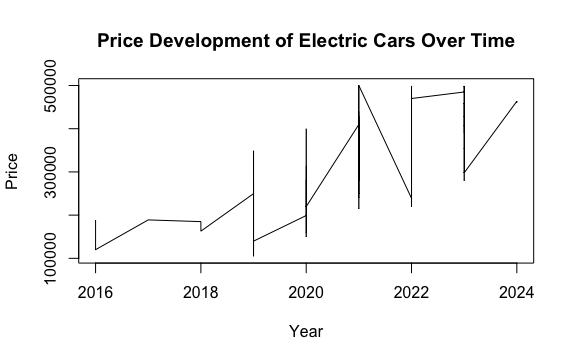 Price Development of Electric Cars Over Time
Price
500000
300000
100000
2016 2018 2020 2022 2024
Year